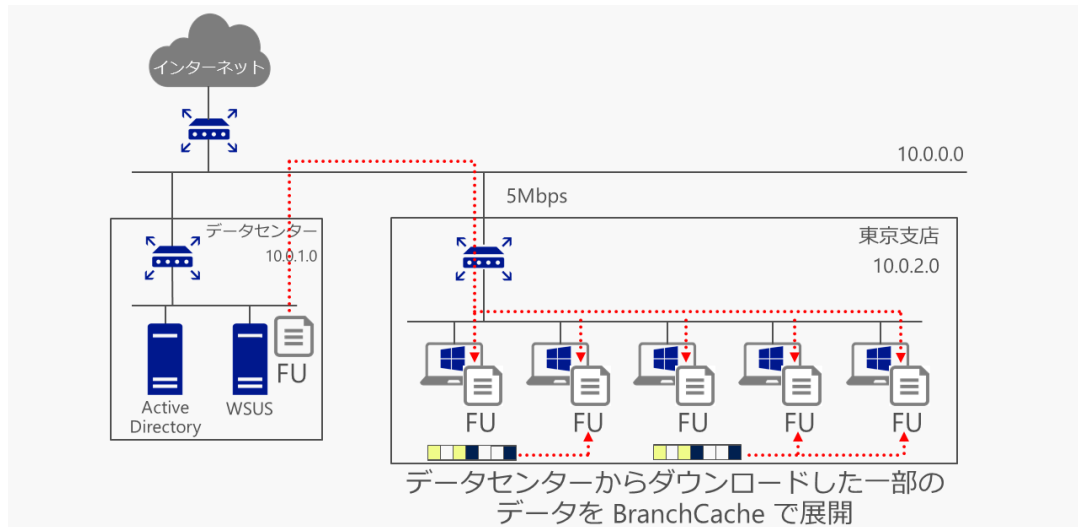 インターネット
10.0.0.0
5Mbps
データセンター
10.0.1.0
東京支店
10.0.2.0
FU
Active
Directory
WSUS
FU
FU
FU
FU
FU
データセンターからダウンロードした一部の
データを BranchCache で展開